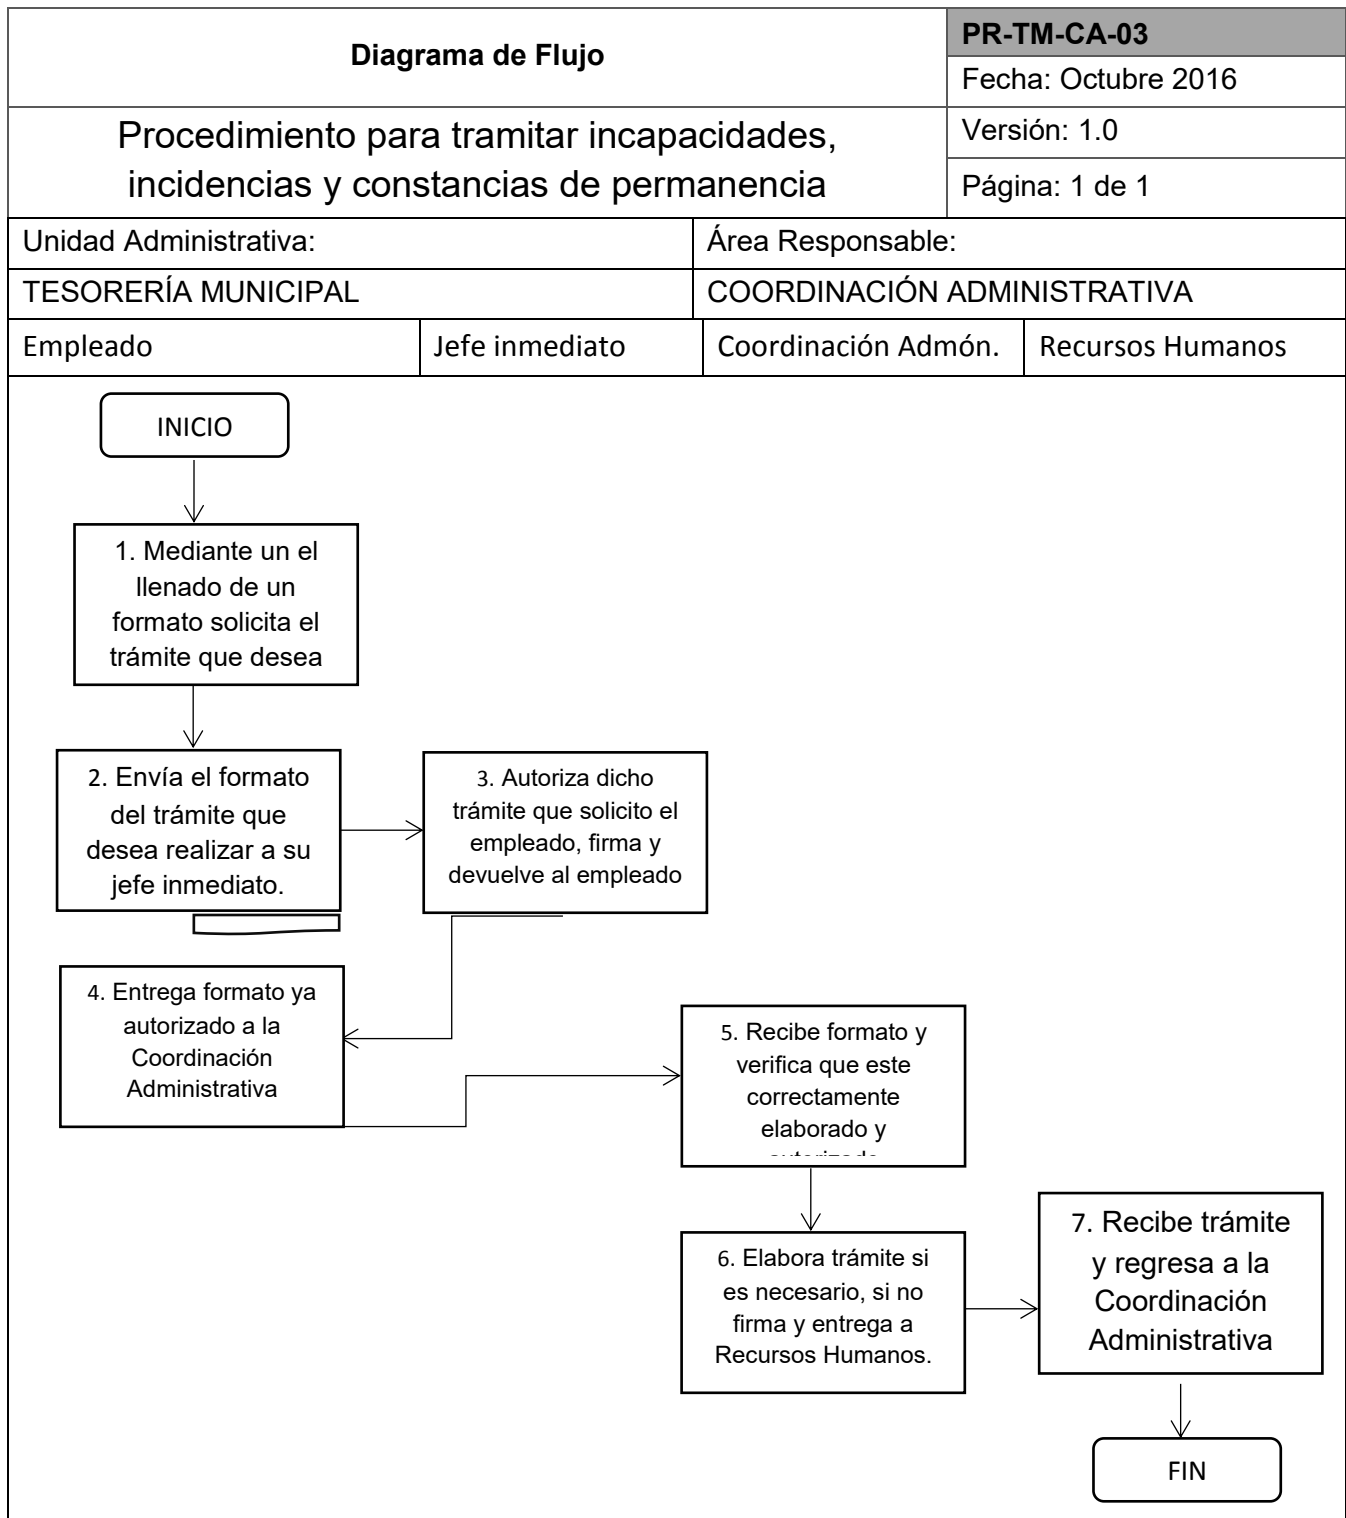 Diagrama de Flujo
PR-TM-CA-03
Fecha: Octubre 2016
Procedimiento para tramitar incapacidades,
incidencias y constancias de permanencia
Versión: 1.0
Página: 1 de 1
Unidad Administrativa:
Área Responsable:
TESORERÍA MUNICIPAL
COORDINACIÓN ADMINISTRATIVA
Empleado
Jefe inmediato
Coordinación Admón.
Recursos Humanos
INICIO
1. Mediante un el
llenado de un
formato solicita el
trámite que desea
2. Envía el formato
del trámite que
desea realizar a su
jefe inmediato.
3. Autoriza dicho
trámite que solicito el
empleado, firma y
devuelve al empleado
4. Entrega formato ya
autorizado a la
Coordinación
Administrativa
5. Recibe formato y
verifica que este
correctamente
elaborado y
6. Elabora trámite si
es necesario, si no
firma y entrega a
Recursos Humanos.
7. Recibe trámite
y regresa a la
Coordinación
Administrativa
FIN